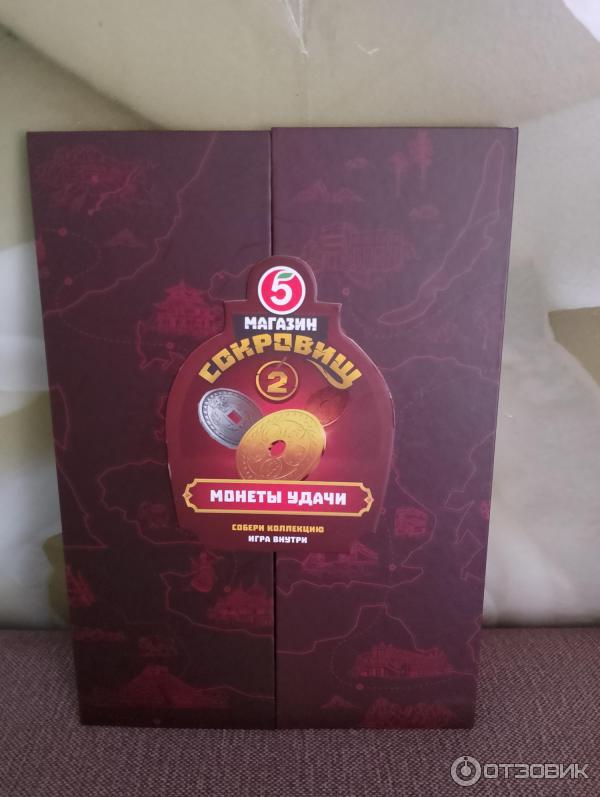 5
МАГАЗИН
СОКРОВИЩ
2
МОНЕТЫ УДАЧИ
СОБЕРИ КОЛЛЕКЦИЮ
ИГРА ВНУТРИ
ОТЗОВИК